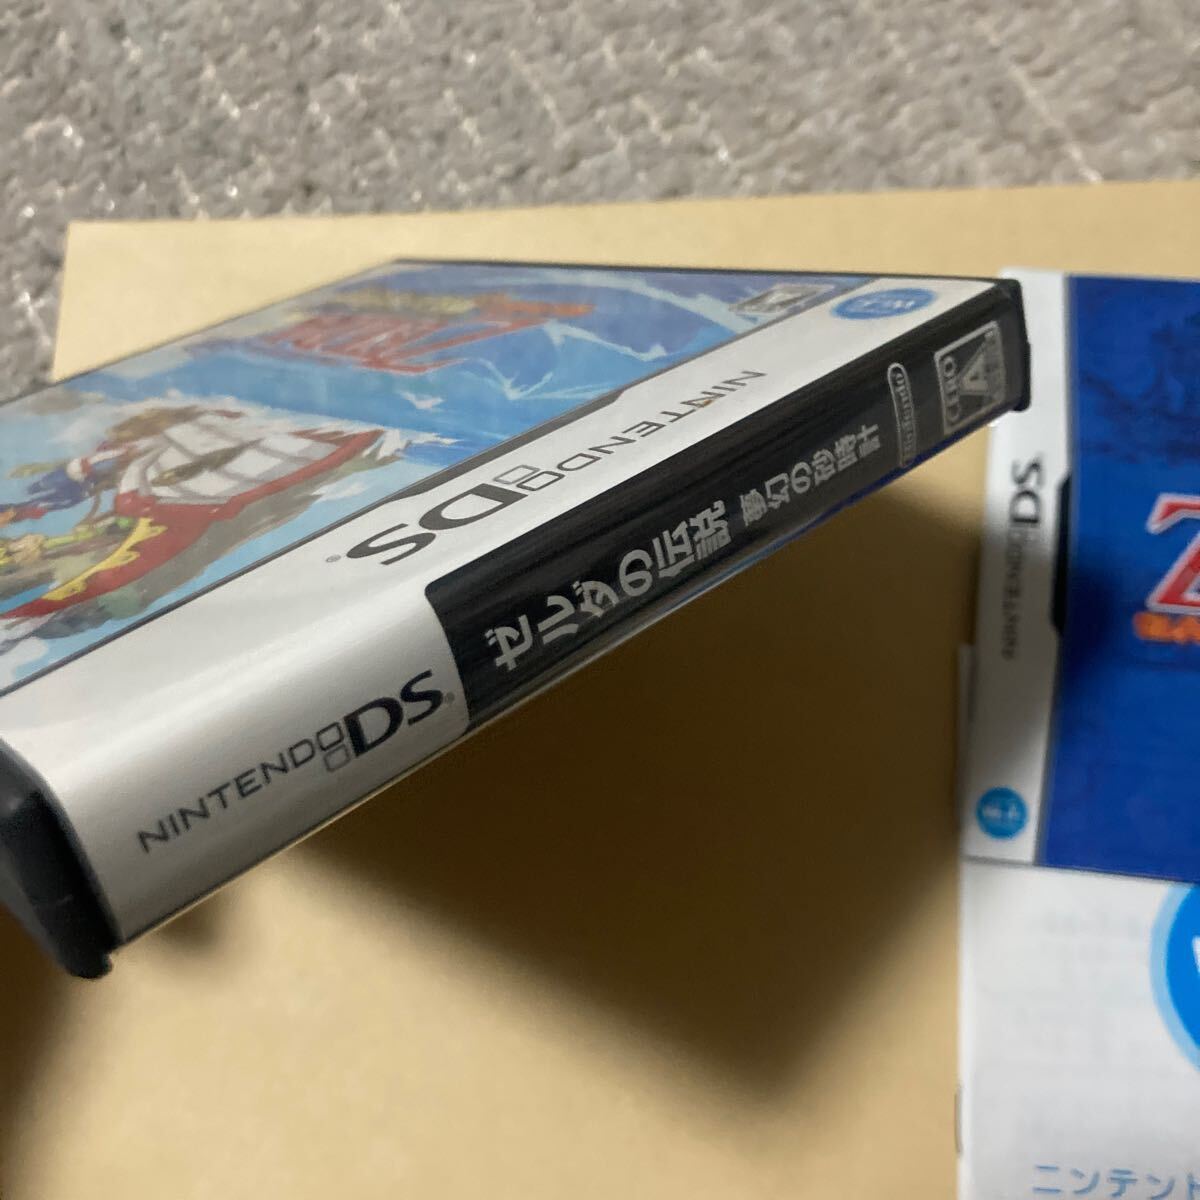 ZELDA
NINTENDO DS®
NINTENDO DS®
ゼルダの伝説 夢幻の砂時計
Nintendo
CERO
A
NINTENDO DS
Z
ニンテンド